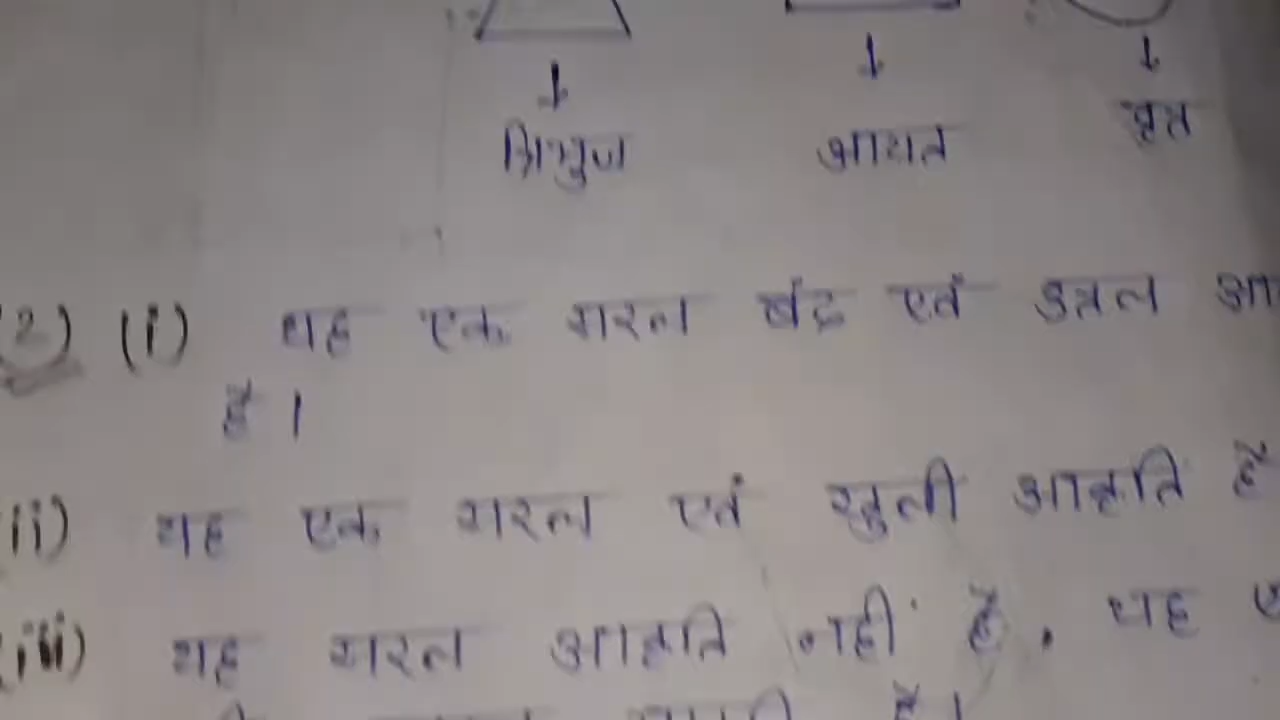 त्रिभुज आयत वृत्त
(2) (i) यह एक सरल बंद एवं उत्तल
है।
(ii) यह एक सरल एवं खुली आकृति है
(iii) यह सरल आकृति नहीं है, यह
है।